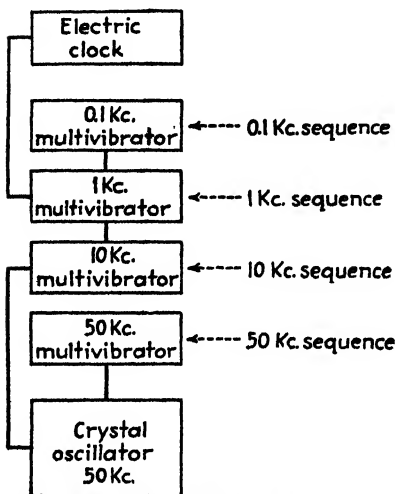 Electric
clock
0.1 Kc.
multivibrator
0.1 Kc. sequence
1 Kc.
multivibrator
1 Kc. sequence
10 Kc.
multivibrator
10 Kc. sequence
50 Kc.
multivibrator
50 Kc. sequence
Crystal
oscillator
50 Kc.